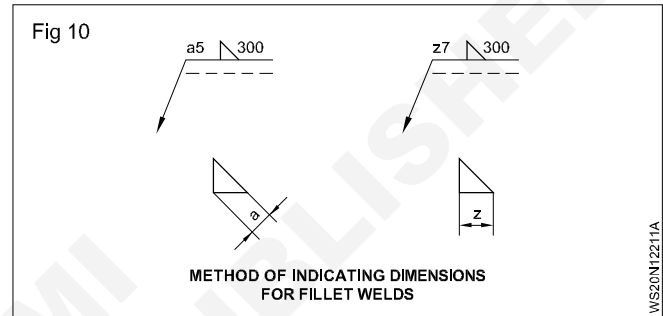 Fig 10
a5 300
z7 300
a
z
METHOD OF INDICATING DIMENSIONS
FOR FILLET WELDS
WS20N12211A